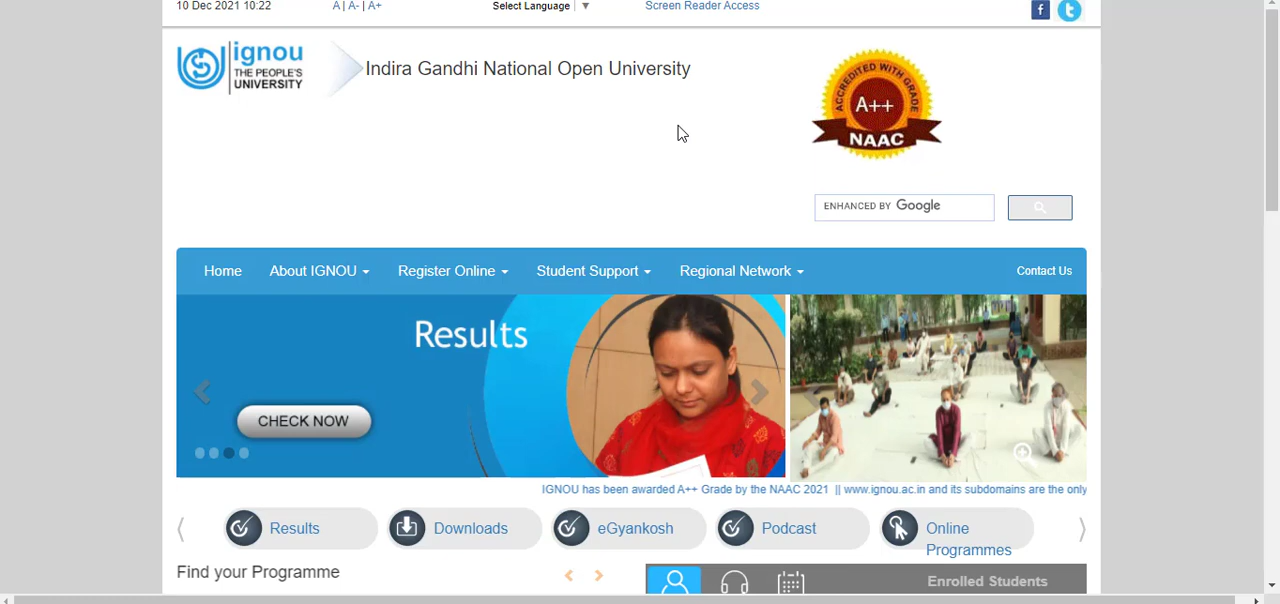 10 Dec 2021 10:22
A | A- | A+
Select Language ▼
Screen Reader Access
ignou
THE PEOPLE'S
UNIVERSITY
Indira Gandhi National Open University
ACCREDITED WITH GRADE
A++
NAAC
ENHANCED BY Google
Home
About IGNOU
Register Online
Student Support
Regional Network
Contact Us
Results
CHECK NOW
IGNOU has been awarded A++ Grade by the NAAC 2021 || www.ignou.ac.in and its subdomains are the only
Results
Downloads
eGyankosh
Podcast
Online
Programmes
Find your Programme
Enrolled Students